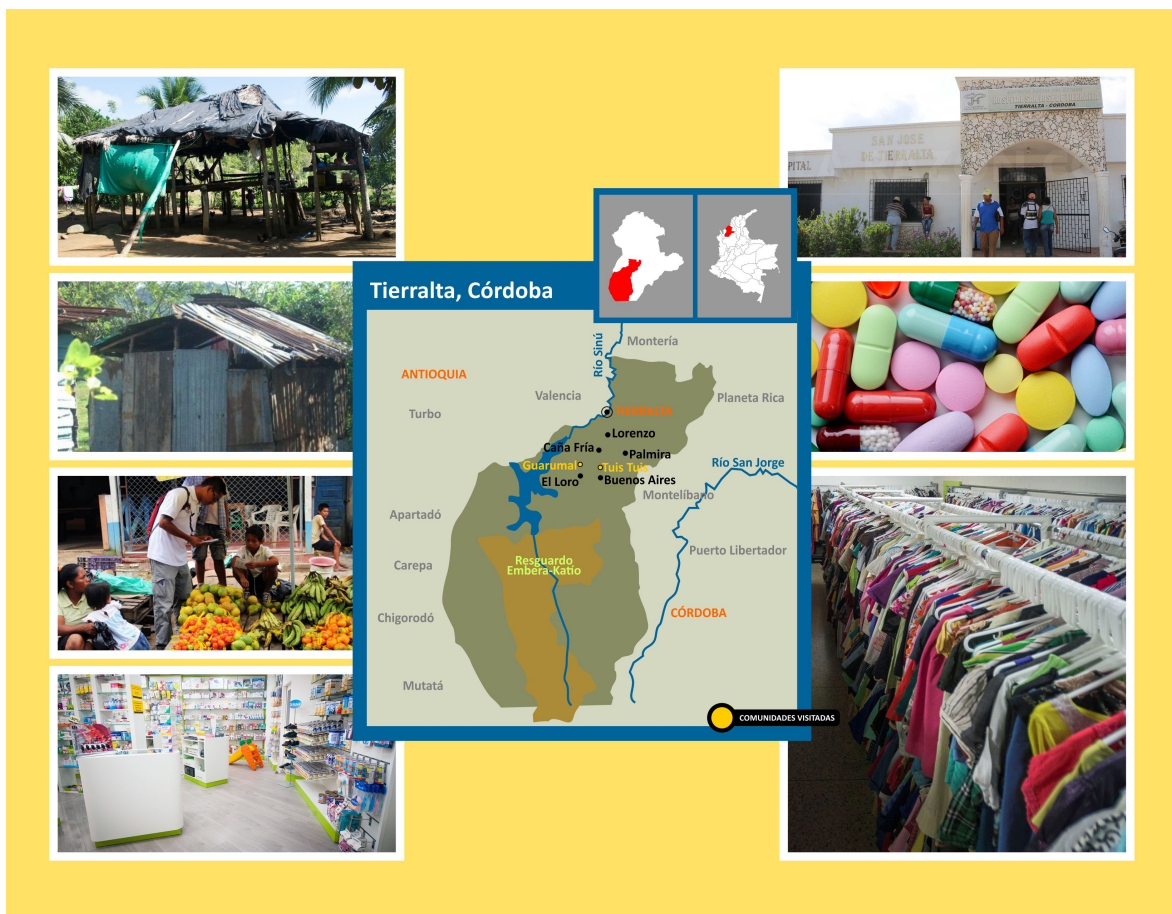 TIERRALTA - CORDOBA
SAN JOSE
DE TIERRALTA
PITAL
Tierralta, Córdoba
Río Sinú
Montería
ANTIOQUIA
Valencia
Planeta Rica
Turbo
TIERRALTA
Lorenzo
Caña Fría
Palmira
Guarumal
Tuis Tuis
Río San Jorge
El Loro
Buenos Aires
Montelíbano
Apartadó
Puerto Libertador
Resguardo
Embera-Katío
Carepa
Chigorodó
CÓRDOBA
Mutatá
COMUNIDADES VISITADAS